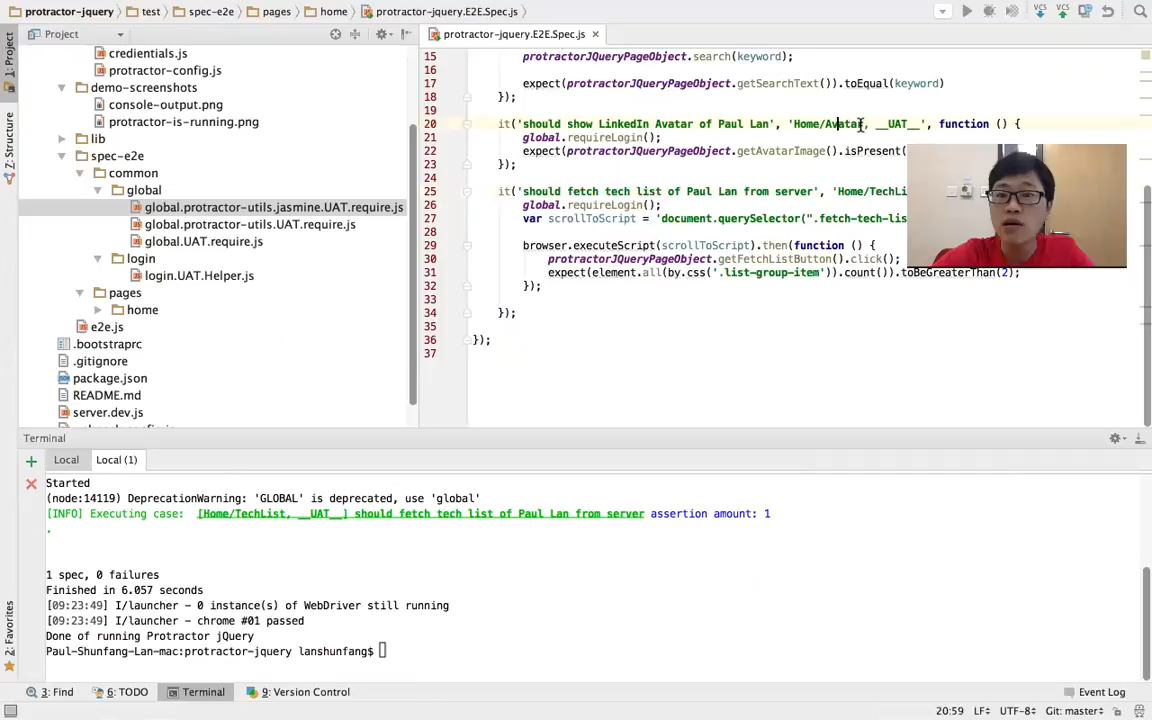 protractor-jquery test spec-e2e pages home protractor-jquery.E2E.Spec.js
1: Project
Project
credentials.js
protractor-config.js
demo-screenshots
console-output.png
protractor-is-running.png
lib
spec-e2e
common
global
global.protractor-utils.jasmine.UAT.require.js
global.protractor-utils.UAT.require.js
global.UAT.require.js
login
login.UAT.Helper.js
pages
home
e2e.js
.bootstraprc
.gitignore
package.json
README.md
server.dev.js
7: Structure
2: Favorites
protractor-jquery.E2E.Spec.js
15 protractorJQueryPageObject.search(keyword);
16
17 expect(protractorJQueryPageObject.getSearchText()).toEqual(keyword)
18 });
19
20 it('should show LinkedIn Avatar of Paul Lan', 'Home/Avatar, __UAT__', function () {
21 global.requireLogin();
22 expect(protractorJQueryPageObject.getAvatarImage().isPresent(
23 });
24
25 it('should fetch tech list of Paul Lan from server', 'Home/TechLi
26 global.requireLogin();
27 var scrollToScript = 'document.querySelector(".fetch-tech-lis
28
29 browser.executeScript(scrollToScript).then(function () {
30 protractorJQueryPageObject.getFetchListButton().click();
31 expect(element.all(by.css('.list-group-item')).count()).toBeGreaterThan(2);
32 });
33
34 });
35
36 });
37
Terminal
Local Local (1)
Started
(node:14119) DeprecationWarning: 'GLOBAL' is deprecated, use 'global'
[INFO] Executing case: [Home/TechList, __UAT__] should fetch tech list of Paul Lan from server assertion amount: 1
.
1 spec, 0 failures
Finished in 6.057 seconds
[09:23:49] I/launcher - 0 instance(s) of WebDriver still running
[09:23:49] I/launcher - chrome #01 passed
Done of running Protractor jQuery
Paul-Shunfang-Lan-mac:protractor-jquery lanshunfang$
3: Find 6: TODO Terminal 9: Version Control Event Log
20:59 LF UTF-8 Git: master